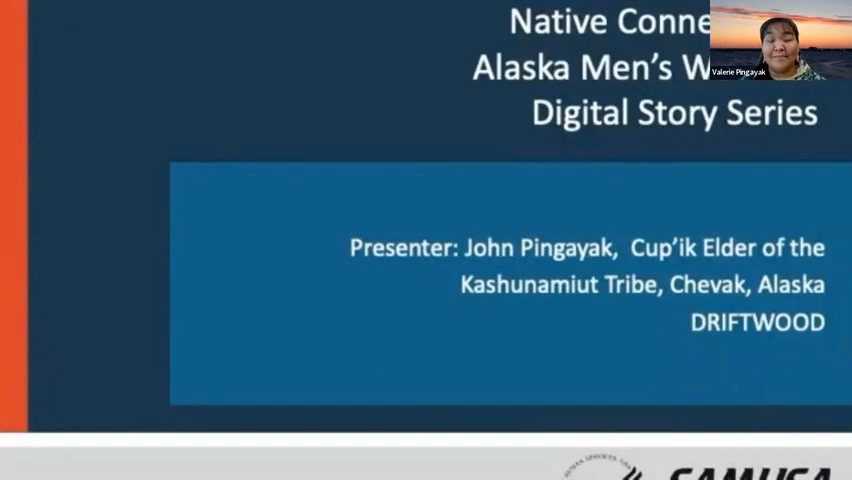 Native Conne
Alaska Men's W
Digital Story Series
Valerie Pingayak
Presenter: John Pingayak, Cup'ik Elder of the
Kashunamiut Tribe, Chevak, Alaska
DRIFTWOOD
SAMHSA